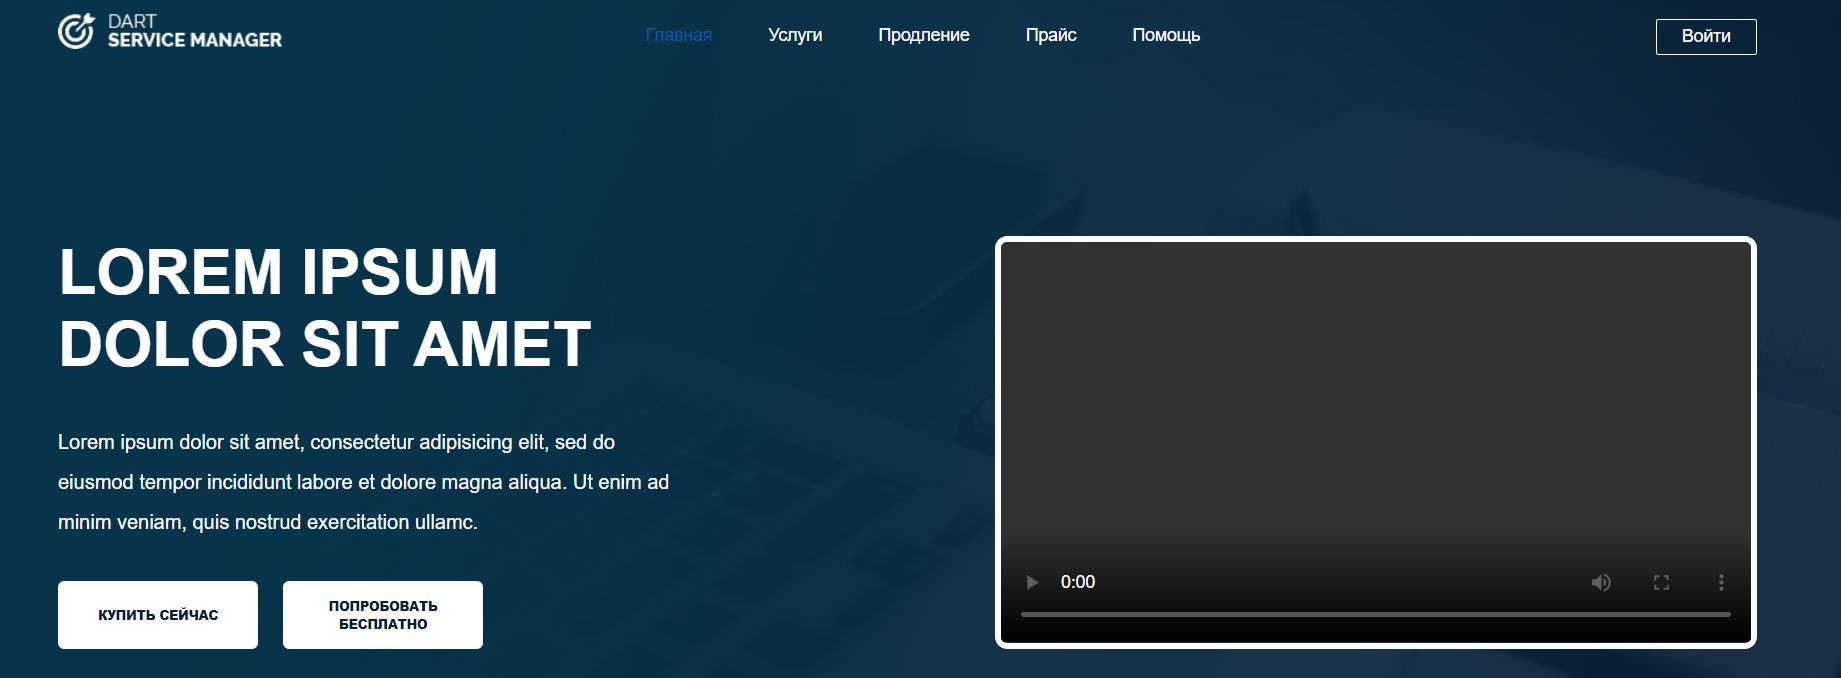 DART
SERVICE MANAGER
Главная Услуги Продление Прайс Помощь Войти
LOREM IPSUM
DOLOR SIT AMET
Lorem ipsum dolor sit amet, consectetur adipisicing elit, sed do
eiusmod tempor incididunt labore et dolore magna aliqua. Ut enim ad
minim veniam, quis nostrud exercitation ullamc.
КУПИТЬ СЕЙЧАС
ПОПРОБОВАТЬ
БЕСПЛАТНО
0:00